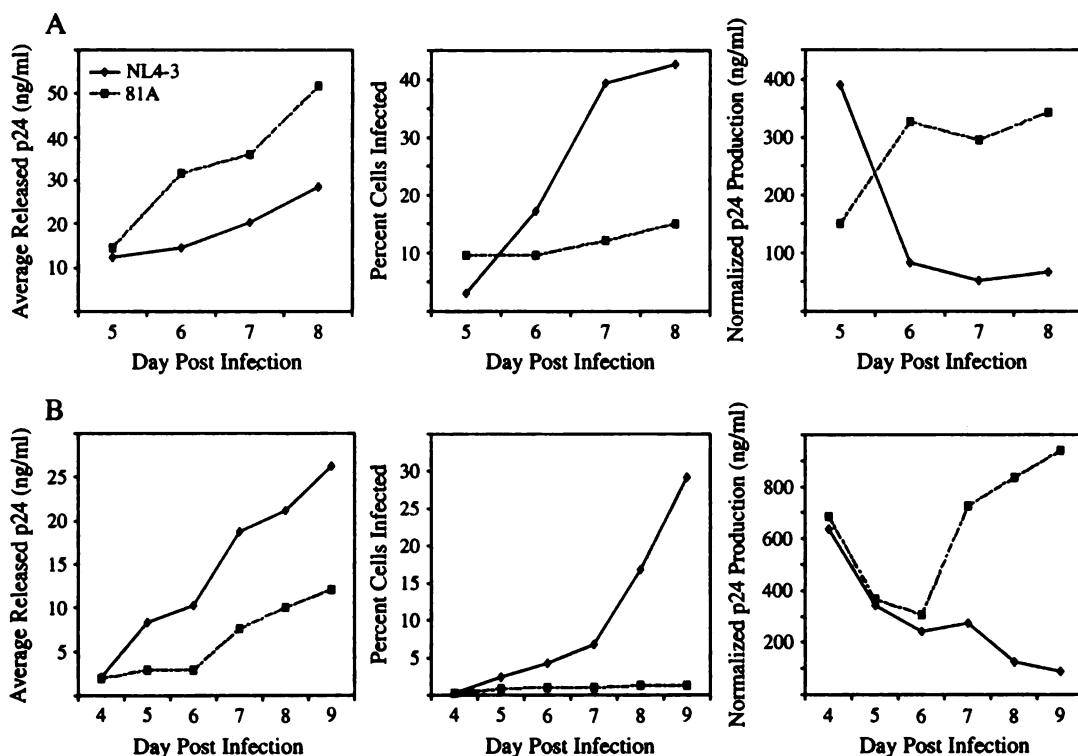 A
Average Released p24 (ng/ml)
50
40
30
20
10
NL4-3
81A
5 6 7 8
Day Post Infection
Percent Cells Infected
40
30
20
10
5 6 7 8
Day Post Infection
Normalized p24 Production (ng/ml)
400
300
200
100
5 6 7 8
Day Post Infection
B
Average Released p24 (ng/ml)
25
20
15
10
5
4 5 6 7 8 9
Day Post Infection
Percent Cells Infected
30
25
20
15
10
5
4 5 6 7 8 9
Day Post Infection
Normalized p24 Production (ng/ml)
800
600
400
200
4 5 6 7 8 9
Day Post Infection